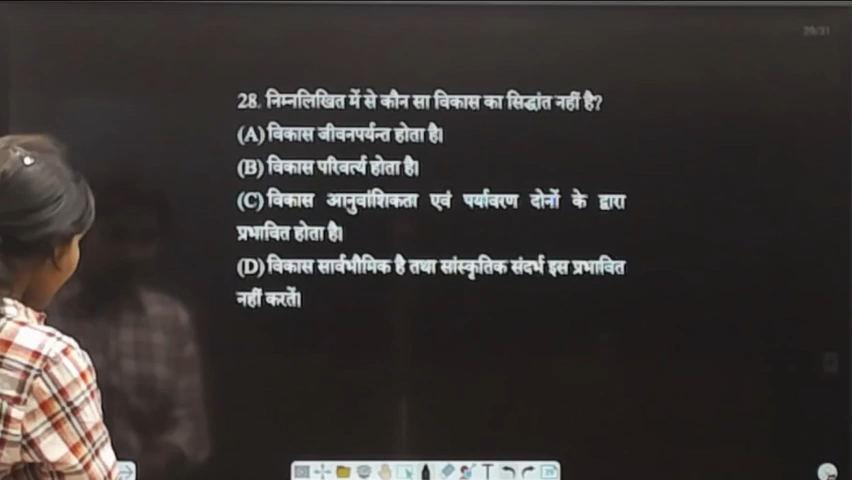 28. निम्नलिखित में से कौन सा विकास का सिद्धांत नहीं है?
(A) विकास जीवनपर्यन्त होता है।
(B) विकास परिवर्त्य होता है।
(C) विकास आनुवांशिकता एवं पर्यावरण दोनों के द्वारा
प्रभावित होता है।
(D) विकास सार्वभौमिक है तथा सांस्कृतिक संदर्भ इस प्रभावित
नहीं करतें।